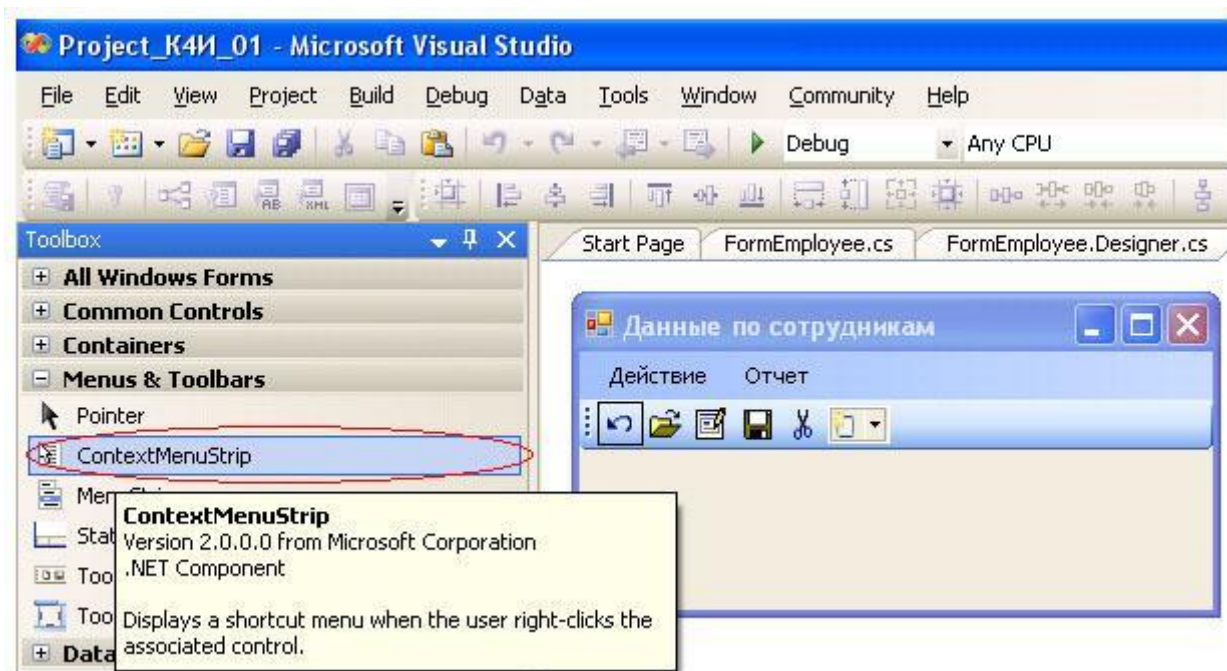 Project_К4И_01 - Microsoft Visual Studio
File Edit View Project Build Debug Data Tools Window Community Help
Debug Any CPU
Toolbox
Start Page FormEmployee.cs FormEmployee.Designer.cs
All Windows Forms
Common Controls
Containers
Menus & Toolbars
Pointer
ContextMenuStrip
Данные по сотрудникам
Действие Отчет
ContextMenuStrip
Version 2.0.0.0 from Microsoft Corporation
.NET Component
Displays a shortcut menu when the user right-clicks the
associated control.
Data